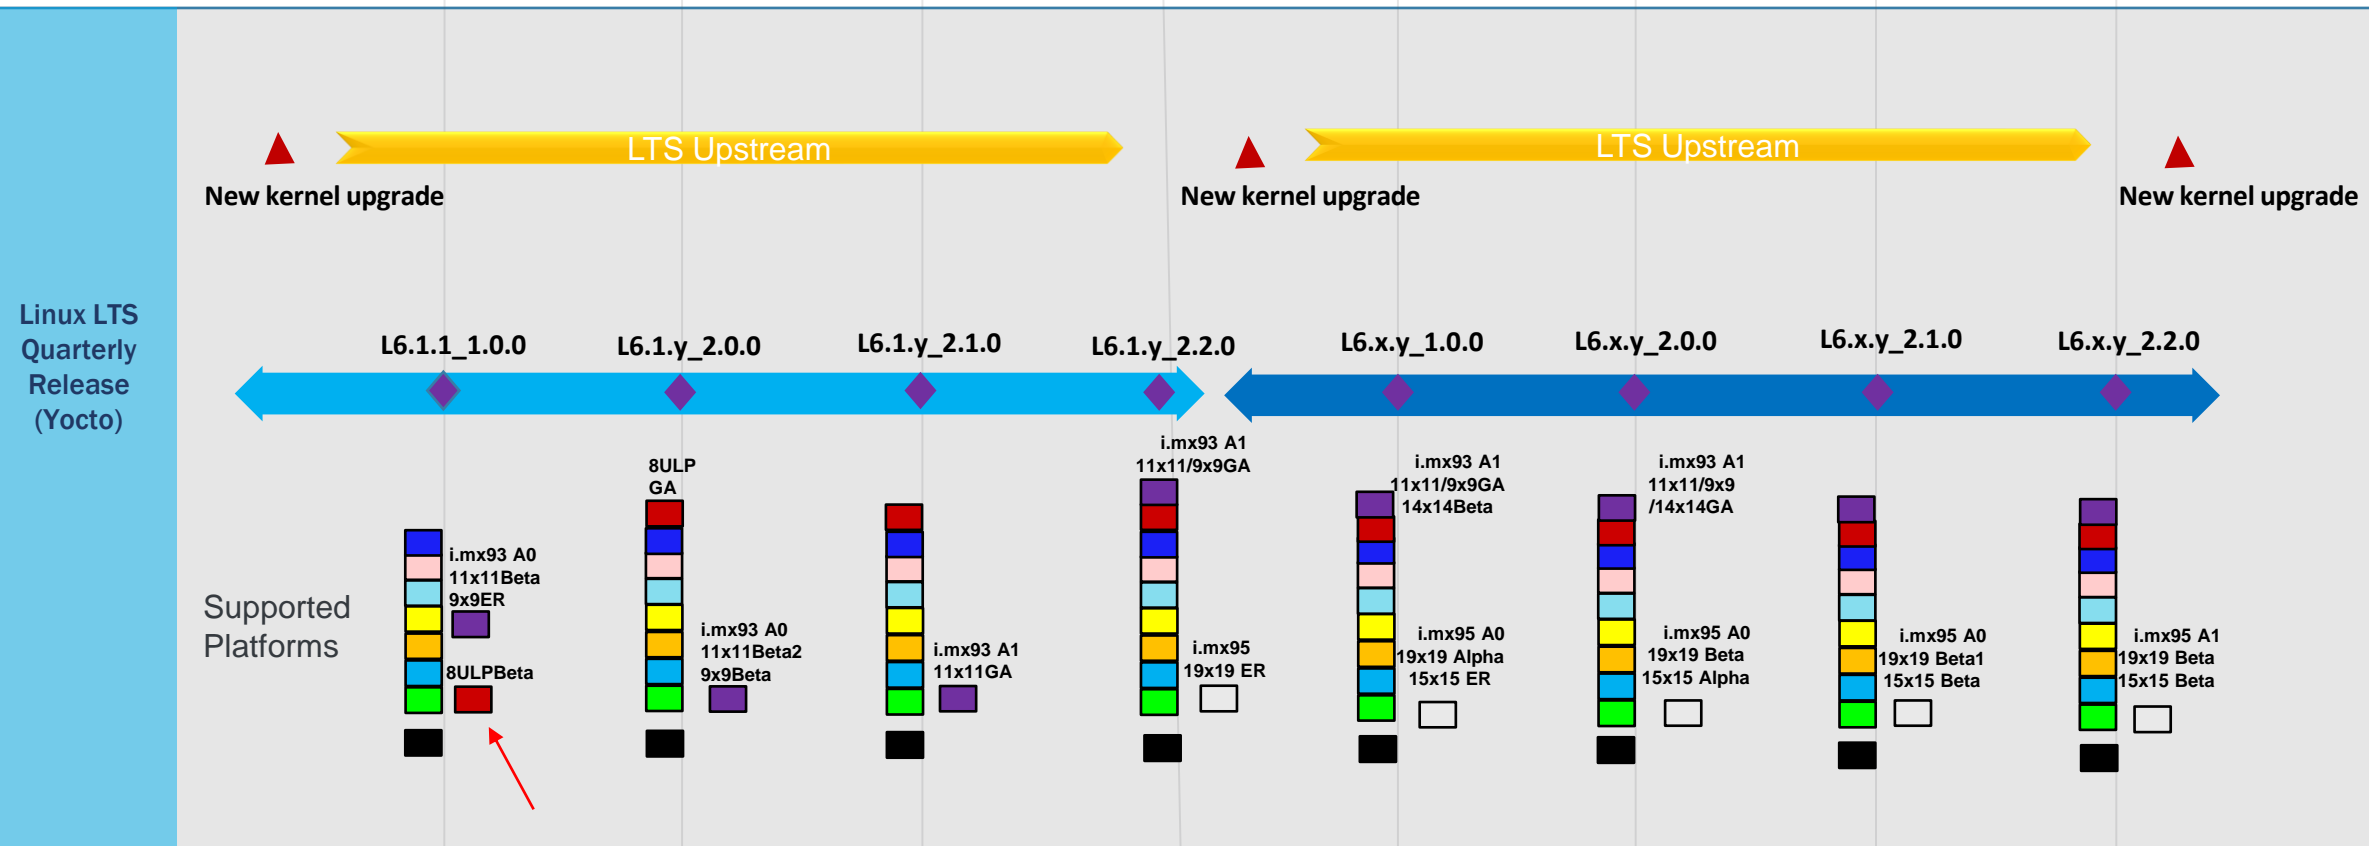 LTS Upstream
LTS Upstream
New kernel upgrade
New kernel upgrade
New kernel upgrade
Linux LTS
Quarterly
Release
(Yocto)
L6.1.1_1.0.0
L6.1.y_2.0.0
L6.1.y_2.1.0
L6.1.y_2.2.0
L6.x.y_1.0.0
L6.x.y_2.0.0
L6.x.y_2.1.0
L6.x.y_2.2.0
Supported
Platforms
i.mx93 A0
11x11Beta
9x9ER
8ULPBeta
8ULP
GA
i.mx93 A0
11x11Beta2
9x9Beta
i.mx93 A1
11x11GA
i.mx93 A1
11x11/9x9GA
i.mx95
19x19 ER
i.mx93 A1
11x11/9x9GA
14x14Beta
i.mx95 A0
19x19 Alpha
15x15 ER
i.mx93 A1
11x11/9x9
/14x14GA
i.mx95 A0
19x19 Beta
15x15 Alpha
i.mx95 A0
19x19 Beta1
15x15 Beta
i.mx95 A1
19x19 Beta
15x15 Beta